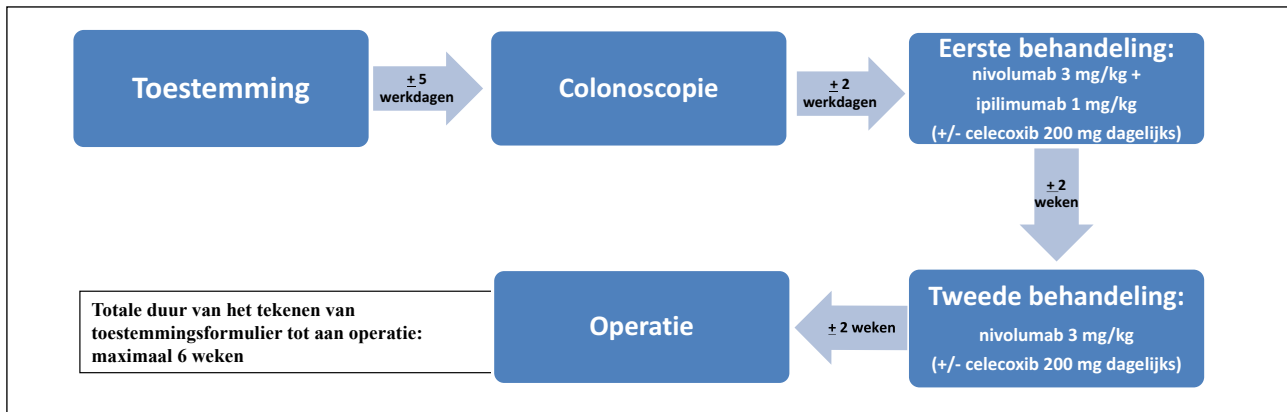 Toestemming
± 5
werkdagen
Colonoscopie
± 2
werkdagen
Eerste behandeling:
nivolumab 3 mg/kg +
ipilimumab 1 mg/kg
(+/- celecoxib 200 mg dagelijks)
± 2
weken
Tweede behandeling:
nivolumab 3 mg/kg
(+/- celecoxib 200 mg dagelijks)
± 2 weken
Operatie
Totale duur van het tekenen van
toestemmingsformulier tot aan operatie:
maximaal 6 weken